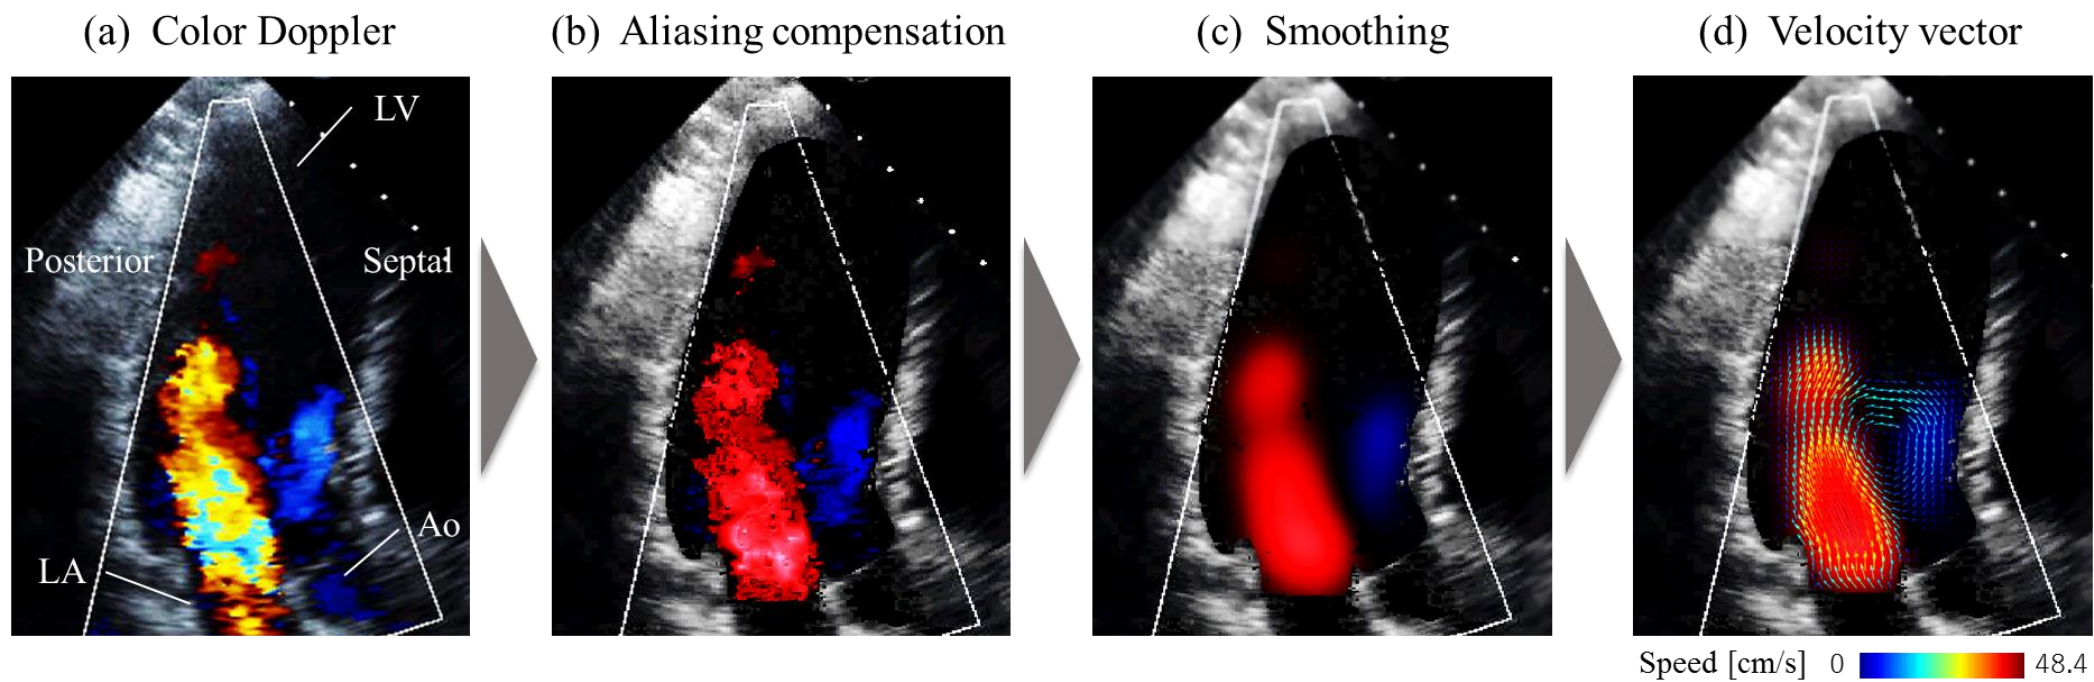 (a) Color Doppler
(b) Aliasing compensation
(c) Smoothing
(d) Velocity vector
LV
Posterior
Septal
Ao
LA
Speed [cm/s] 0 48.4